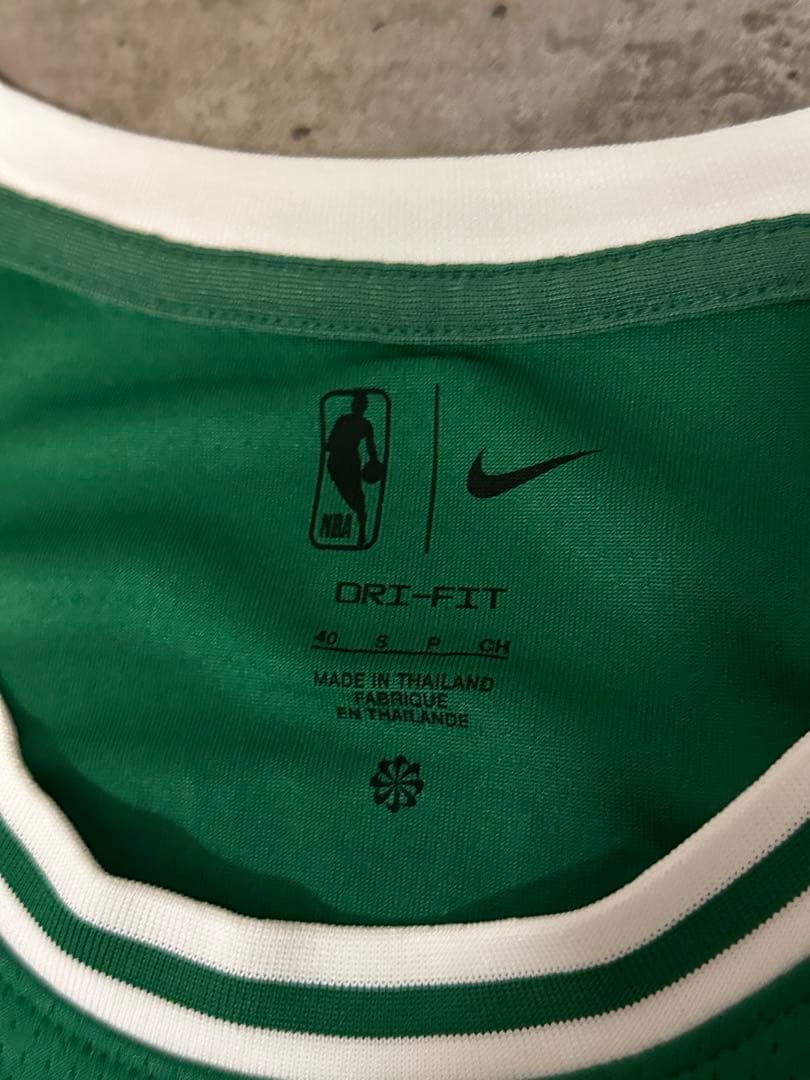 NBA
DRI-FIT
40 S P CH
MADE IN THAILAND
FABRIQUE
EN THAILANDE